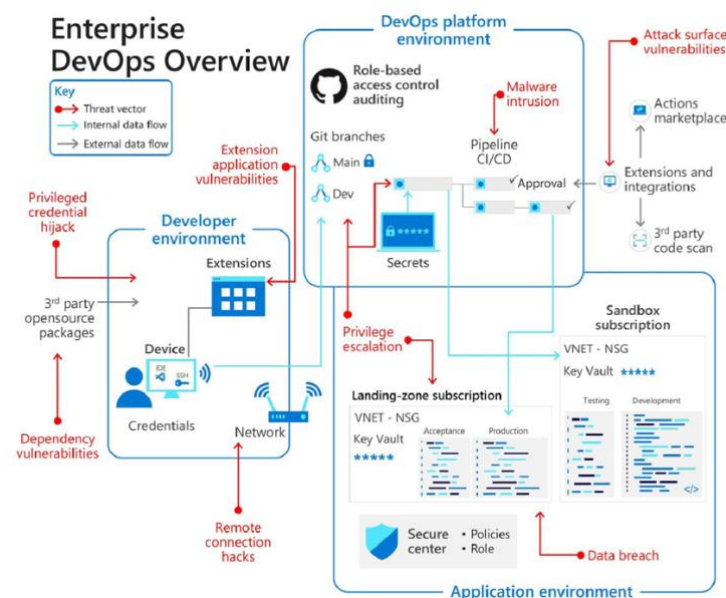 Enterprise
DevOps Overview
Key
Threat vector
Internal data flow
External data flow
DevOps platform
environment
Role-based
access control
auditing
Git branches
Main
Dev
Pipeline
CI/CD
Approval
*****
Secrets
Malware
intrusion
Attack surface
vulnerabilities
Actions
marketplace
Extensions and
integrations
3rd party
code scan
Extension
application
vulnerabilities
Privileged
credential
hijack
Developer
environment
Extensions
3rd party
opensource
packages
Device
IDE
SSH
Credentials
Network
Dependency
vulnerabilities
Remote
connection
hacks
Privilege
escalation
Landing-zone subscription
VNET - NSG
Key Vault
*****
Acceptance
Production
Sandbox
subscription
VNET - NSG
Key Vault *****
Testing
Development
</>
Secure
center
• Policies
• Role
Data breach
Application environment